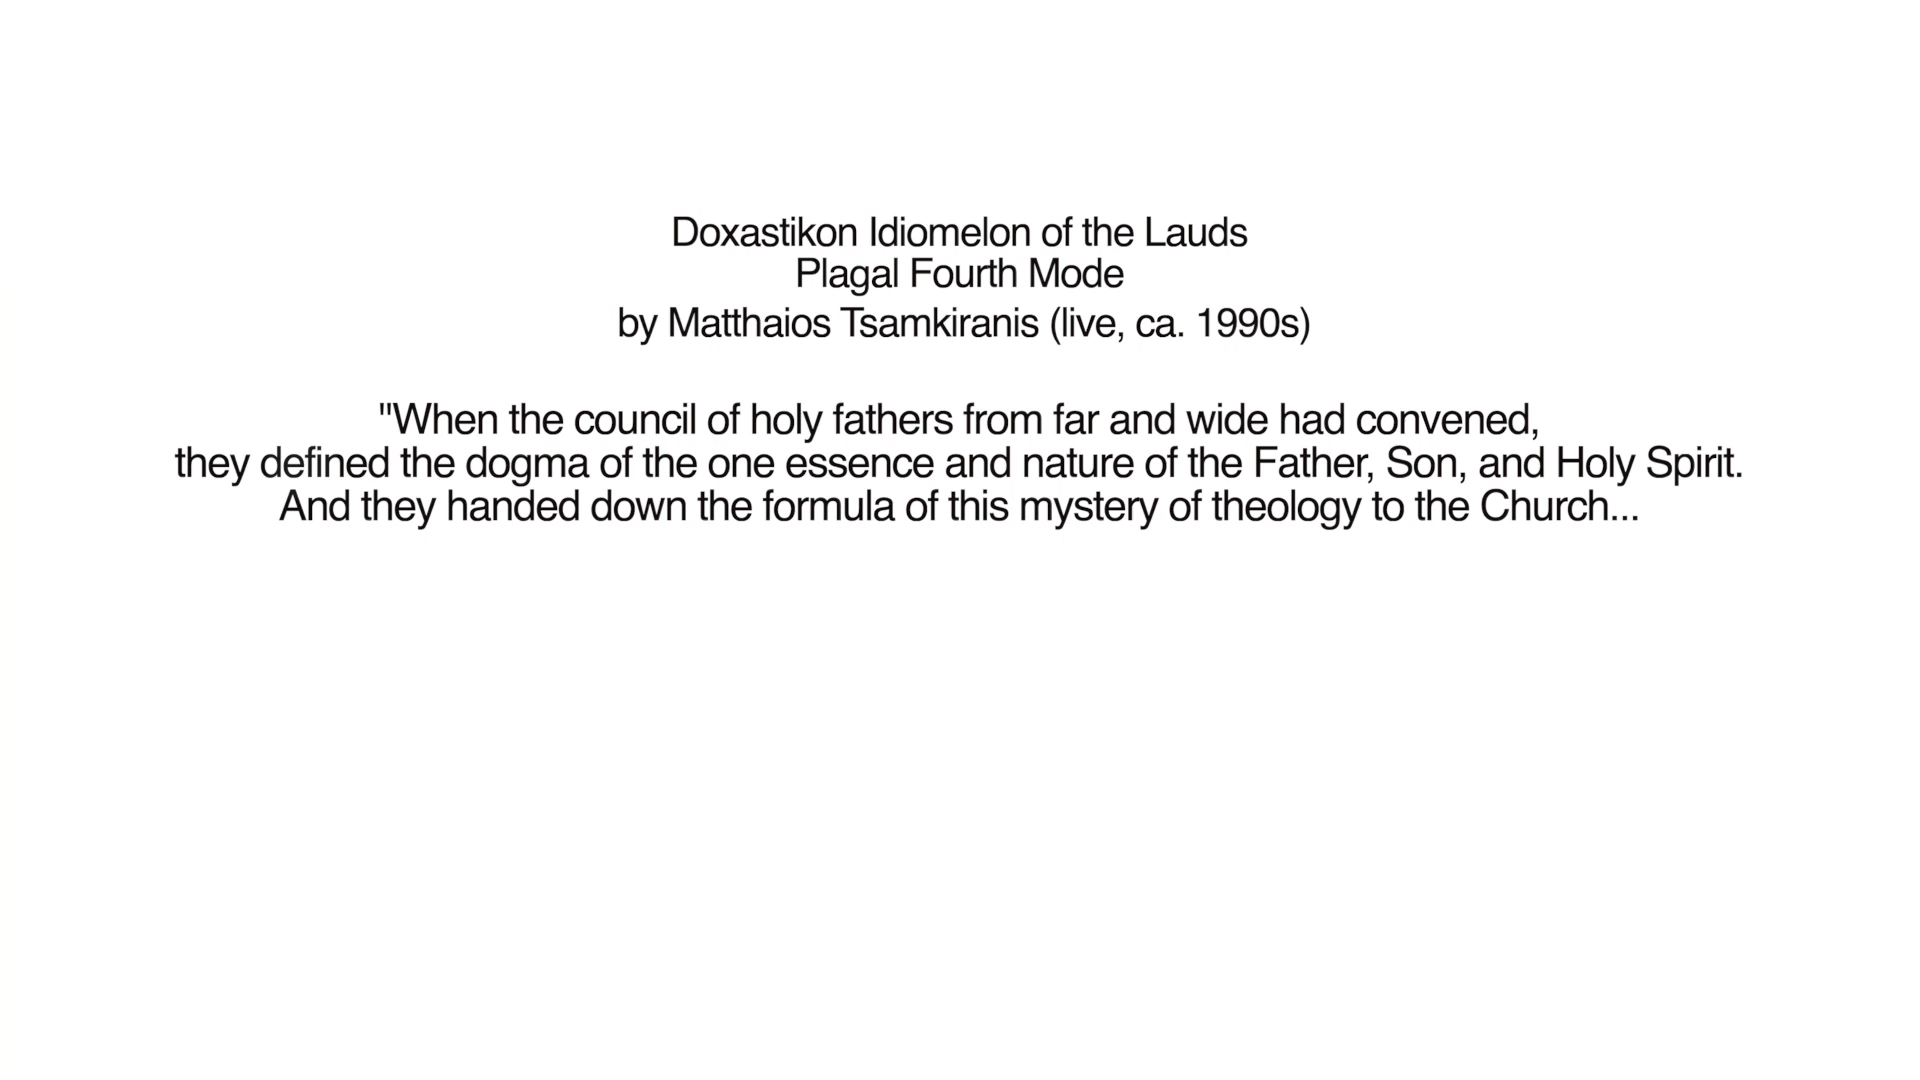 Doxastikon Idiomelon of the Lauds
Plagal Fourth Mode
by Matthaios Tsamkiranis (live, ca. 1990s)
"When the council of holy fathers from far and wide had convened,
they defined the dogma of the one essence and nature of the Father, Son, and Holy Spirit.
And they handed down the formula of this mystery of theology to the Church...